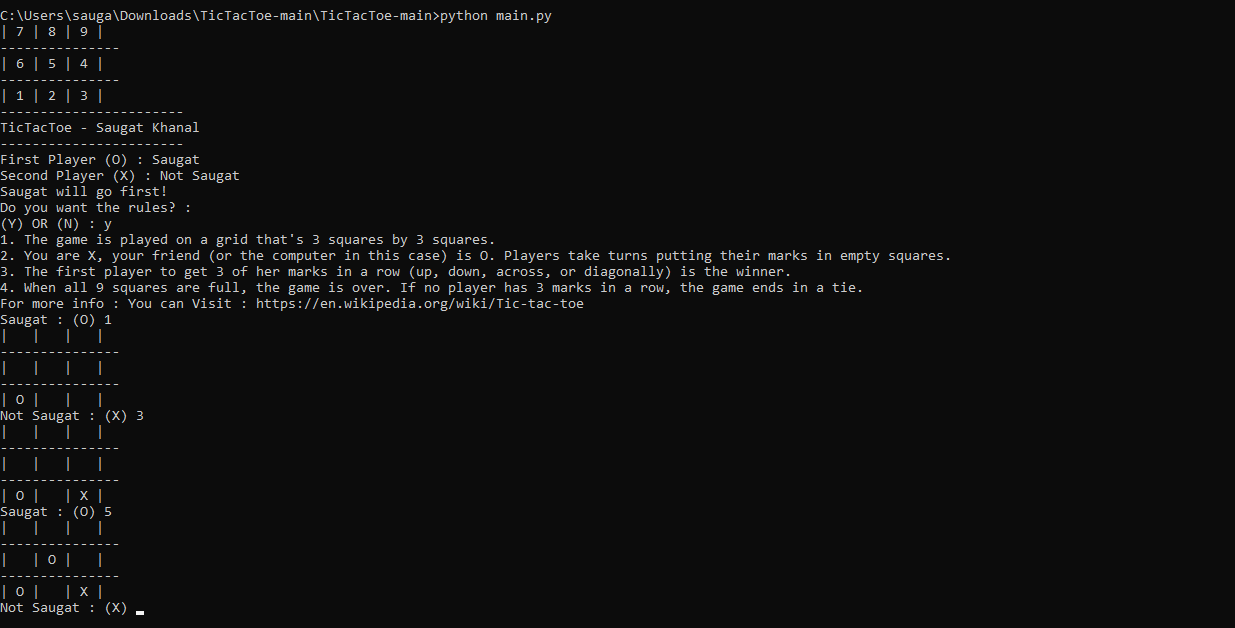 C:\Users\sauga\Downloads\TicTacToe-main\TicTacToe-main>python main.py
| 7 | 8 | 9 |
---------------
| 6 | 5 | 4 |
---------------
| 1 | 2 | 3 |
-----------------------
TicTacToe - Saugat Khanal
-----------------------
First Player (O) : Saugat
Second Player (X) : Not Saugat
Saugat will go first!
Do you want the rules? :
(Y) OR (N) : y
1. The game is played on a grid that's 3 squares by 3 squares.
2. You are X, your friend (or the computer in this case) is O. Players take turns putting their marks in empty squares.
3. The first player to get 3 of her marks in a row (up, down, across, or diagonally) is the winner.
4. When all 9 squares are full, the game is over. If no player has 3 marks in a row, the game ends in a tie.
For more info : You can Visit : https://en.wikipedia.org/wiki/Tic-tac-toe
Saugat : (O) 1
|   |   |   |
---------------
|   |   |   |
---------------
| O |   |   |
Not Saugat : (X) 3
|   |   |   |
---------------
|   |   |   |
---------------
| O |   | X |
Saugat : (O) 5
|   |   |   |
---------------
|   | O |   |
---------------
| O |   | X |
Not Saugat : (X)